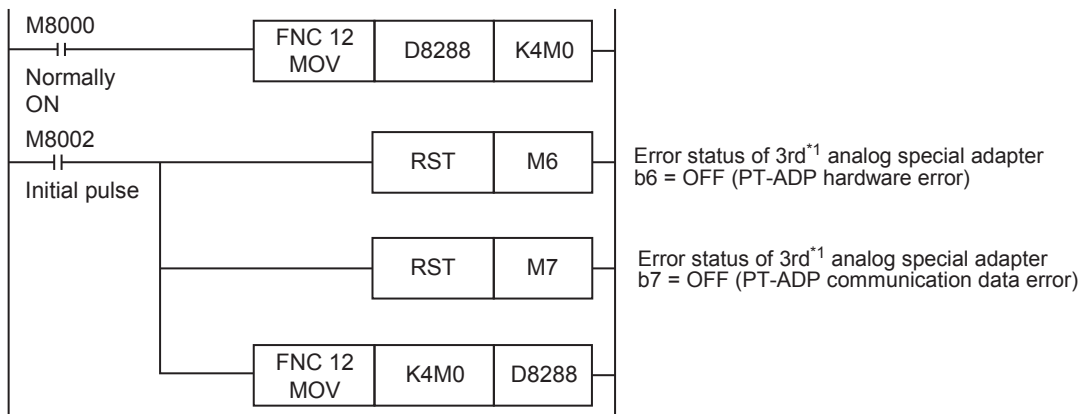 M8000
Normally
ON
FNC 12
MOV
D8288
K4M0
M8002
Initial pulse
RST
M6
Error status of 3rd*1 analog special adapter
b6 = OFF (PT-ADP hardware error)
RST
M7
Error status of 3rd*1 analog special adapter
b7 = OFF (PT-ADP communication data error)
FNC 12
MOV
K4M0
D8288